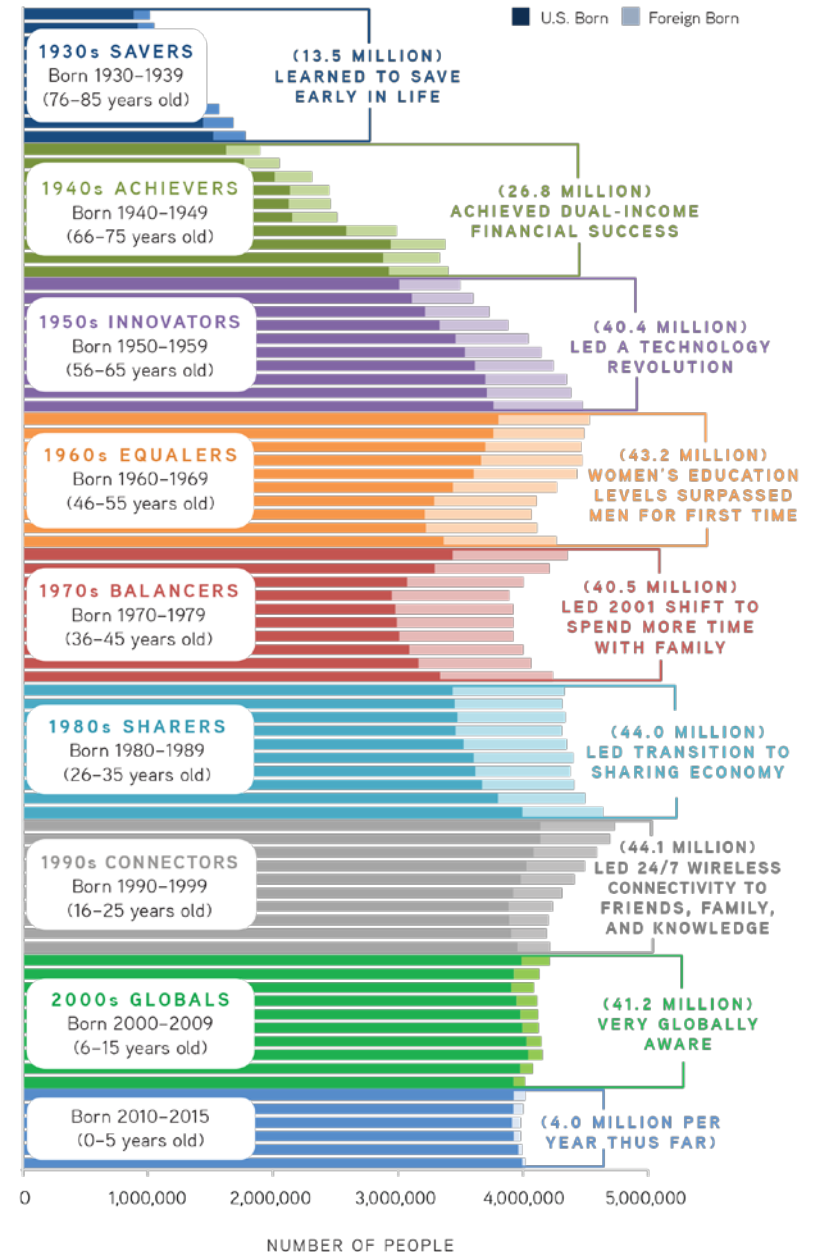 U.S. Born
Foreign Born
1930s SAVERS
Born 1930–1939
(76–85 years old)
(13.5 MILLION)
LEARNED TO SAVE
EARLY IN LIFE
1940s ACHIEVERS
Born 1940–1949
(66–75 years old)
(26.8 MILLION)
ACHIEVED DUAL-INCOME
FINANCIAL SUCCESS
1950s INNOVATORS
Born 1950–1959
(56–65 years old)
(40.4 MILLION)
LED A TECHNOLOGY
REVOLUTION
1960s EQUALERS
Born 1960–1969
(46–55 years old)
(43.2 MILLION)
WOMEN'S EDUCATION
LEVELS SURPASSED
MEN FOR FIRST TIME
1970s BALANCERS
Born 1970–1979
(36–45 years old)
(40.5 MILLION)
LED 2001 SHIFT TO
SPEND MORE TIME
WITH FAMILY
1980s SHARERS
Born 1980–1989
(26–35 years old)
(44.0 MILLION)
LED TRANSITION TO
SHARING ECONOMY
1990s CONNECTORS
Born 1990–1999
(16–25 years old)
(44.1 MILLION)
LED 24/7 WIRELESS
CONNECTIVITY TO
FRIENDS, FAMILY,
AND KNOWLEDGE
2000s GLOBALS
Born 2000–2009
(6–15 years old)
(41.2 MILLION)
VERY GLOBALLY
AWARE
Born 2010–2015
(0–5 years old)
(4.0 MILLION PER
YEAR THUS FAR)
0 1,000,000 2,000,000 3,000,000 4,000,000 5,000,000
NUMBER OF PEOPLE